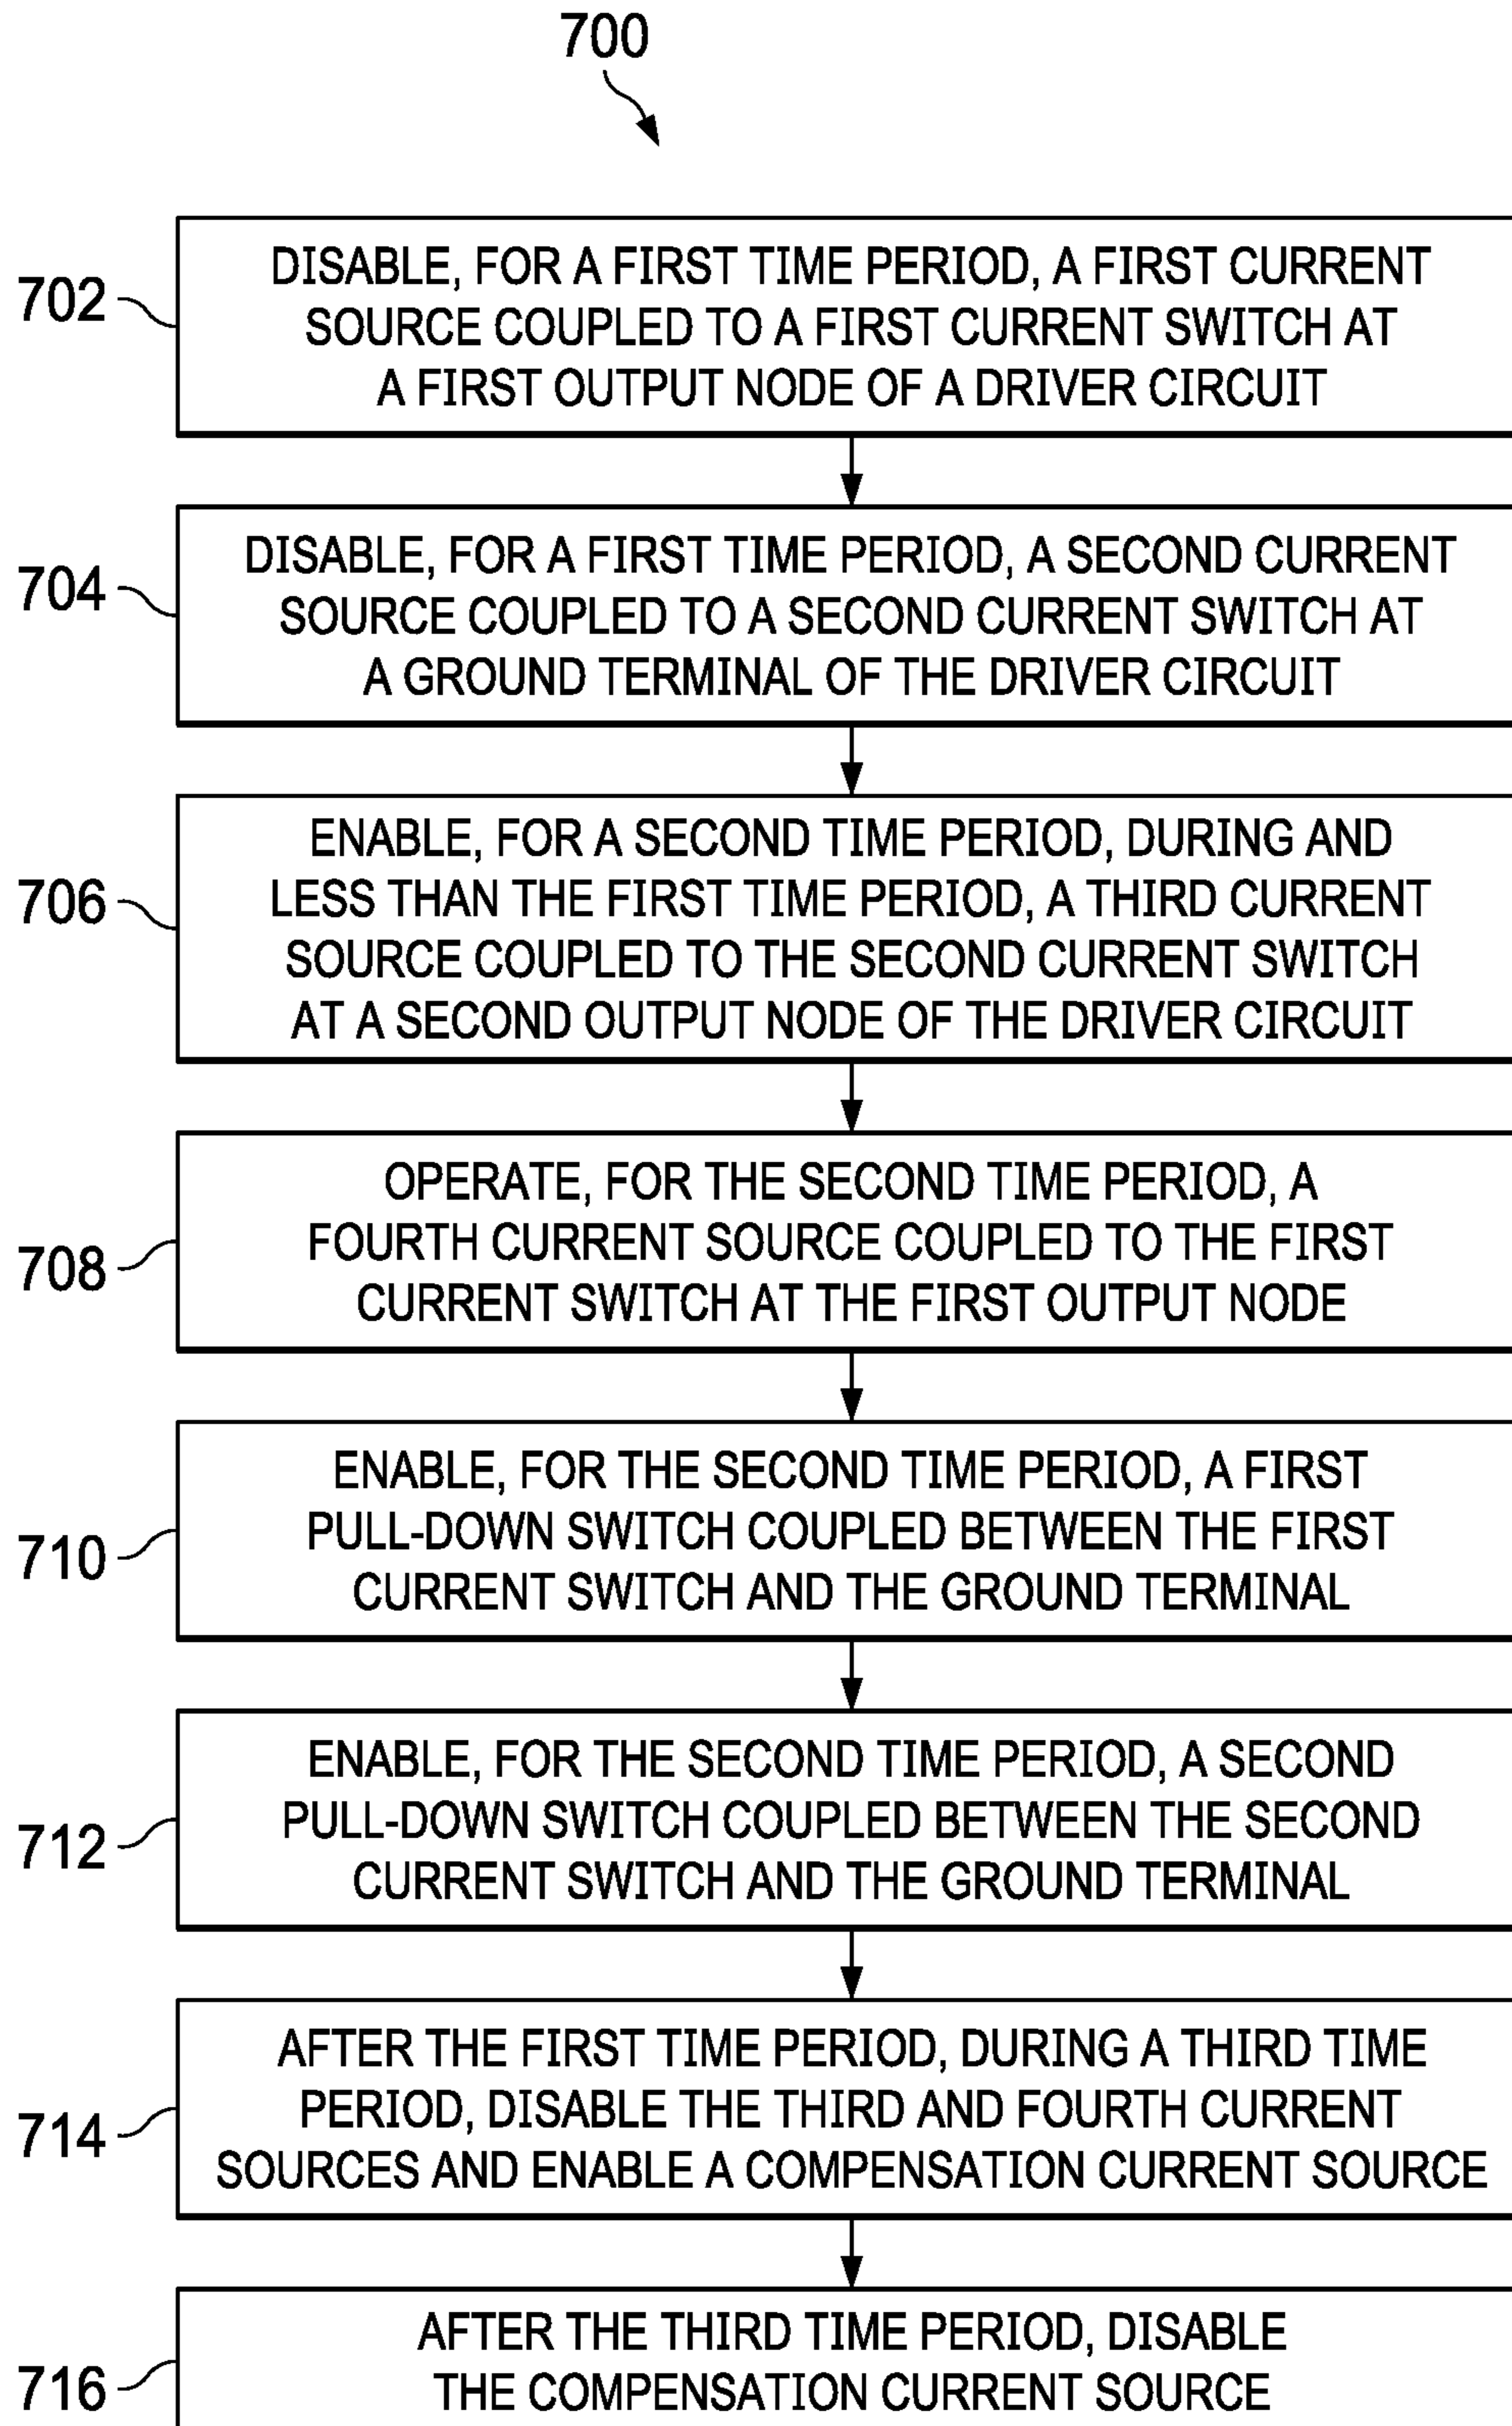 700
702
DISABLE, FOR A FIRST TIME PERIOD, A FIRST CURRENT
SOURCE COUPLED TO A FIRST CURRENT SWITCH AT
A FIRST OUTPUT NODE OF A DRIVER CIRCUIT
704
DISABLE, FOR A FIRST TIME PERIOD, A SECOND CURRENT
SOURCE COUPLED TO A SECOND CURRENT SWITCH AT
A GROUND TERMINAL OF THE DRIVER CIRCUIT
706
ENABLE, FOR A SECOND TIME PERIOD, DURING AND
LESS THAN THE FIRST TIME PERIOD, A THIRD CURRENT
SOURCE COUPLED TO THE SECOND CURRENT SWITCH
AT A SECOND OUTPUT NODE OF THE DRIVER CIRCUIT
708
OPERATE, FOR THE SECOND TIME PERIOD, A
FOURTH CURRENT SOURCE COUPLED TO THE FIRST
CURRENT SWITCH AT THE FIRST OUTPUT NODE
710
ENABLE, FOR THE SECOND TIME PERIOD, A FIRST
PULL-DOWN SWITCH COUPLED BETWEEN THE FIRST
CURRENT SWITCH AND THE GROUND TERMINAL
712
ENABLE, FOR THE SECOND TIME PERIOD, A SECOND
PULL-DOWN SWITCH COUPLED BETWEEN THE SECOND
CURRENT SWITCH AND THE GROUND TERMINAL
714
AFTER THE FIRST TIME PERIOD, DURING A THIRD TIME
PERIOD, DISABLE THE THIRD AND FOURTH CURRENT
SOURCES AND ENABLE A COMPENSATION CURRENT SOURCE
716
AFTER THE THIRD TIME PERIOD, DISABLE
THE COMPENSATION CURRENT SOURCE